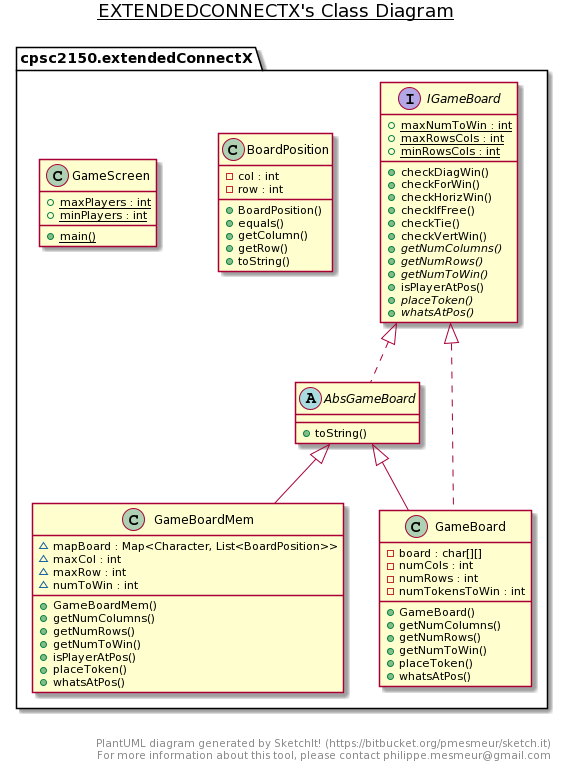 EXTENDEDCONNECTX's Class Diagram
cpsc2150.extendedConnectX
C GameScreen
maxPlayers : int
minPlayers : int
main()
C BoardPosition
col : int
row : int
BoardPosition()
equals()
getColumn()
getRow()
toString()
I IGameBoard
maxNumToWin : int
maxRowsCols : int
minRowsCols : int
checkDiagWin()
checkForWin()
checkHorizWin()
checkIfFree()
checkTie()
checkVertWin()
getNumColumns()
getNumRows()
getNumToWin()
isPlayerAtPos()
placeToken()
whatsAtPos()
A AbsGameBoard
toString()
C GameBoardMem
mapBoard : Map<Character, List<BoardPosition>>
maxCol : int
maxRow : int
numToWin : int
GameBoardMem()
getNumColumns()
getNumRows()
getNumToWin()
isPlayerAtPos()
placeToken()
whatsAtPos()
C GameBoard
board : char[][]
numCols : int
numRows : int
numTokensToWin : int
GameBoard()
getNumColumns()
getNumRows()
getNumToWin()
placeToken()
whatsAtPos()
PlantUML diagram generated by SketchIt! (https://bitbucket.org/pmesmeur/sketch.it)
For more information about this tool, please contact philippe.mesmeur@gmail.com